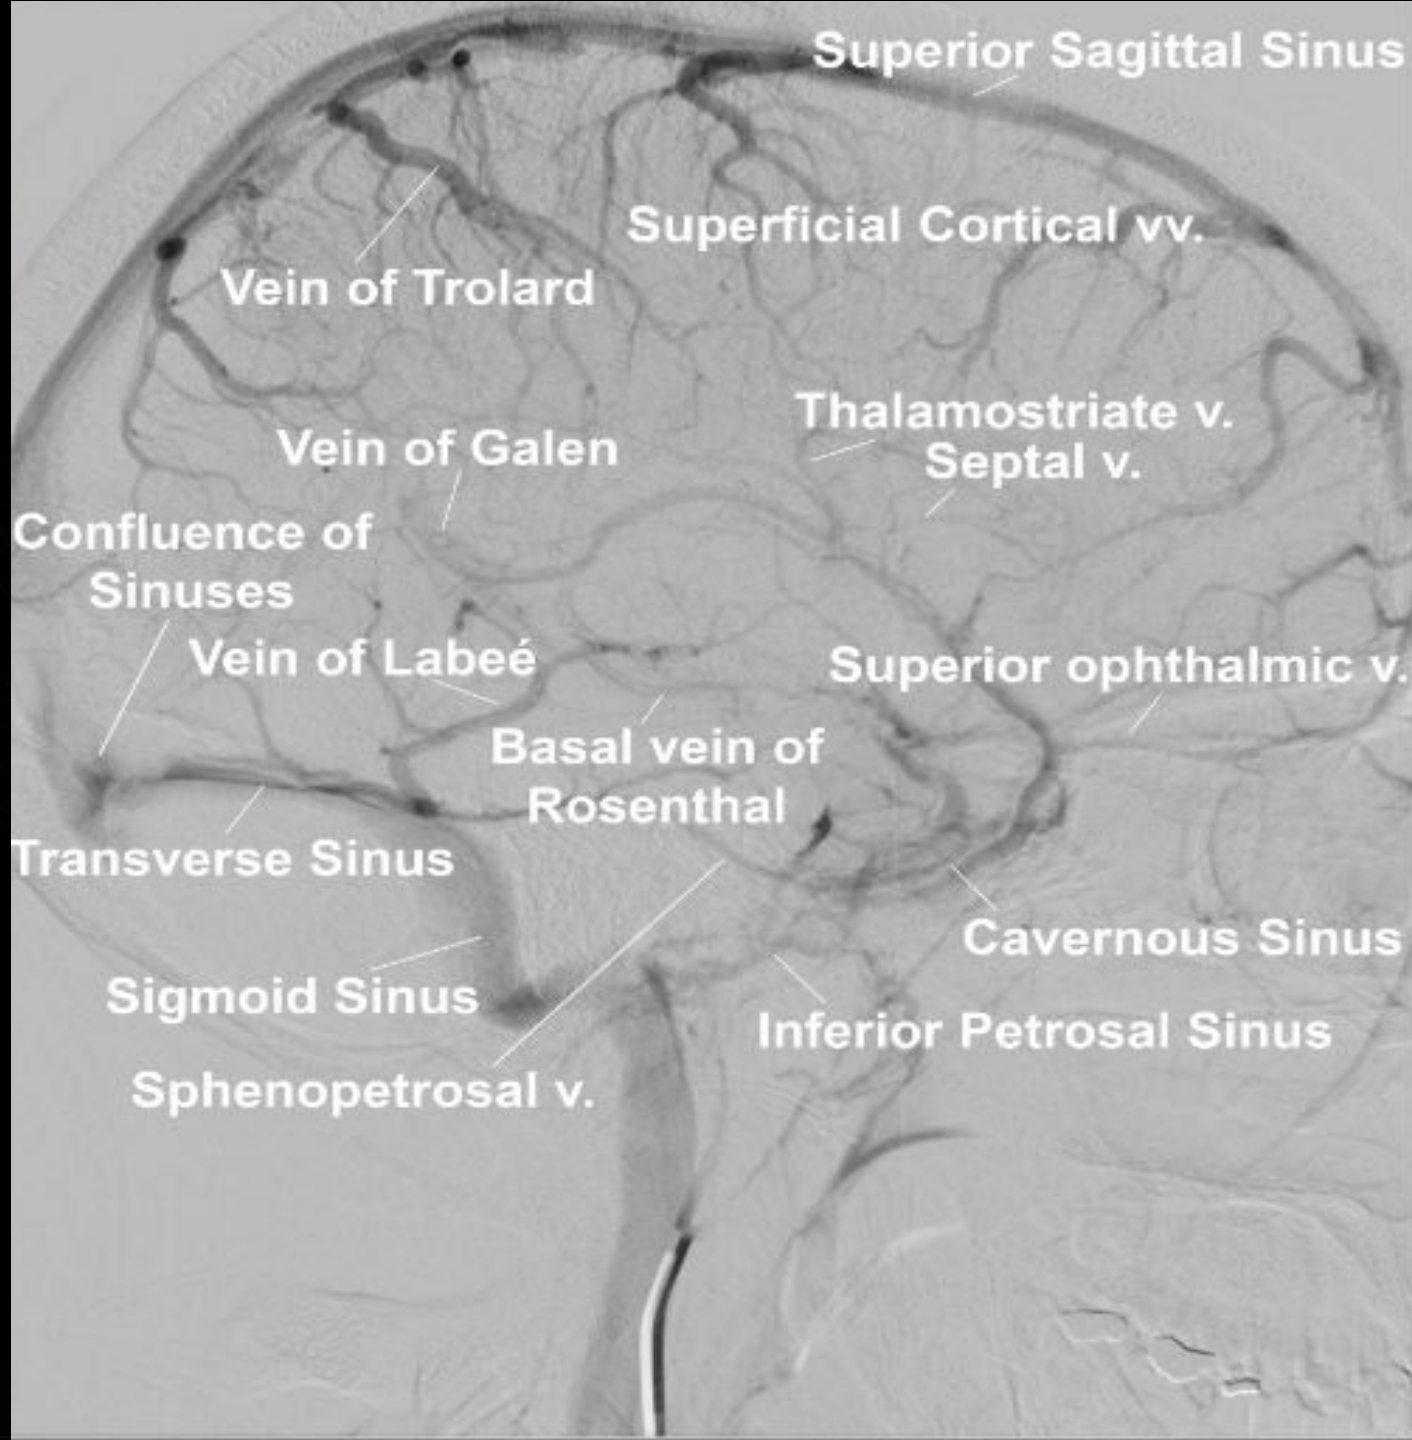 Superior Sagittal Sinus
Superficial Cortical vv.
Vein of Trolard
Thalamostriate v.
Septal v.
Vein of Galen
Confluence of
Sinuses
Vein of Labeé
Superior ophthalmic v.
Basal vein of
Rosenthal
Transverse Sinus
Cavernous Sinus
Sigmoid Sinus
Inferior Petrosal Sinus
Sphenopetrosal v.